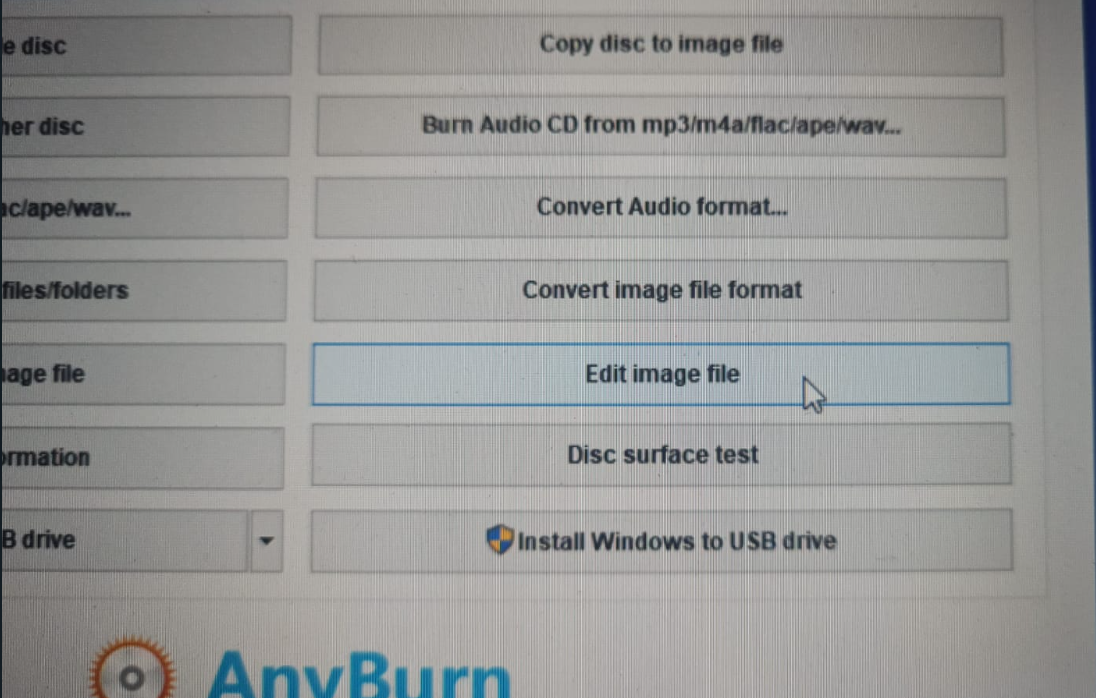 e disc
Copy disc to image file
her disc
Burn Audio CD from mp3/m4a/flac/ape/wav...
ac/ape/wav...
Convert Audio format...
files/folders
Convert image file format
nage file
Edit image file
ormation
Disc surface test
B drive
Install Windows to USB drive
AnyBurn